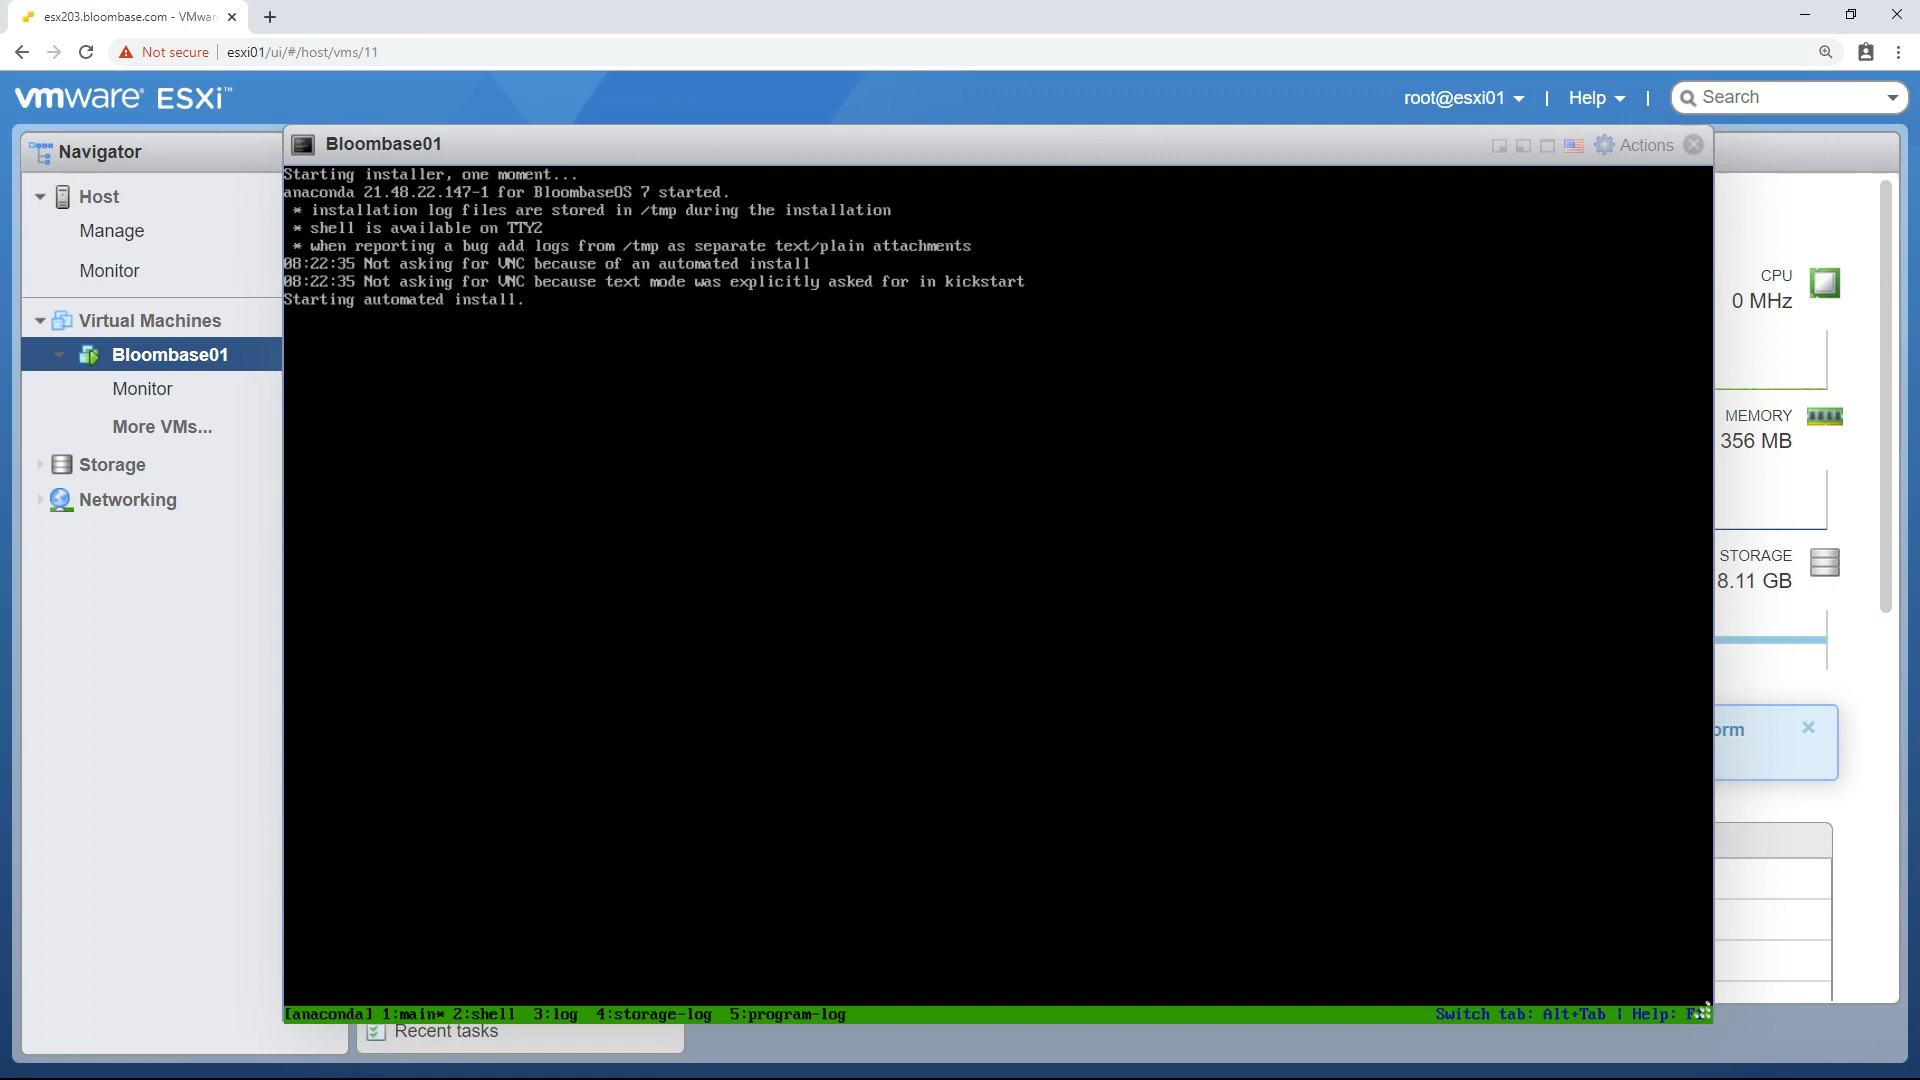 esx203.bloombase.com - VMwar
Not secure
esxi01/ui/#/host/vms/11
vmware ESXi™
root@esxi01
|
Help
|
Search
Navigator
Host
Manage
Monitor
Virtual Machines
Bloombase01
Monitor
More VMs...
Storage
Networking
Bloombase01
Actions
Starting installer, one moment...
anaconda 21.48.22.147-1 for BloombaseOS 7 started.
* installation log files are stored in /tmp during the installation
* shell is available on TTY2
* when reporting a bug add logs from /tmp as separate text/plain attachments
08:22:35 Not asking for VNC because of an automated install
08:22:35 Not asking for VNC because text mode was explicitly asked for in kickstart
Starting automated install.
[anaconda] 1:main* 2:shell 3:log 4:storage-log 5:program-log
Switch tab: Alt+Tab | Help:
CPU
0 MHz
MEMORY
356 MB
STORAGE
8.11 GB
orm
Recent tasks